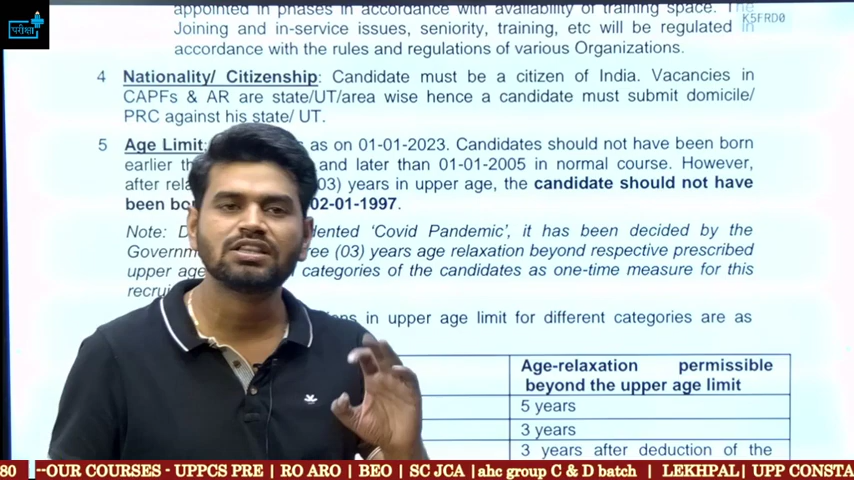 परीक्षा
appointed in phases in accordance with availability of training space. The
K5FRD0
Joining and in-service issues, seniority, training, etc will be regulated in
accordance with the rules and regulations of various Organizations.
4 Nationality/ Citizenship: Candidate must be a citizen of India. Vacancies in
CAPFs & AR are state/UT/area wise hence a candidate must submit domicile/
PRC against his state/ UT.
5 Age Limit: s as on 01-01-2023. Candidates should not have been born
earlier and later than 01-01-2005 in normal course. However,
after 03) years in upper age, the candidate should not have
been 02-01-1997.
Note: 'Covid Pandemic', it has been decided by the
(03) years age relaxation beyond respective prescribed
upper categories of the candidates as one-time measure for this
in upper age limit for different categories are as
Age-relaxation permissible
beyond the upper age limit
5 years
3 years
3 years after deduction of the
80 --OUR COURSES - UPPCS PRE | RO ARO | BEO | SC JCA |ahc group C & D batch | LEKHPAL| UPP CONSTA